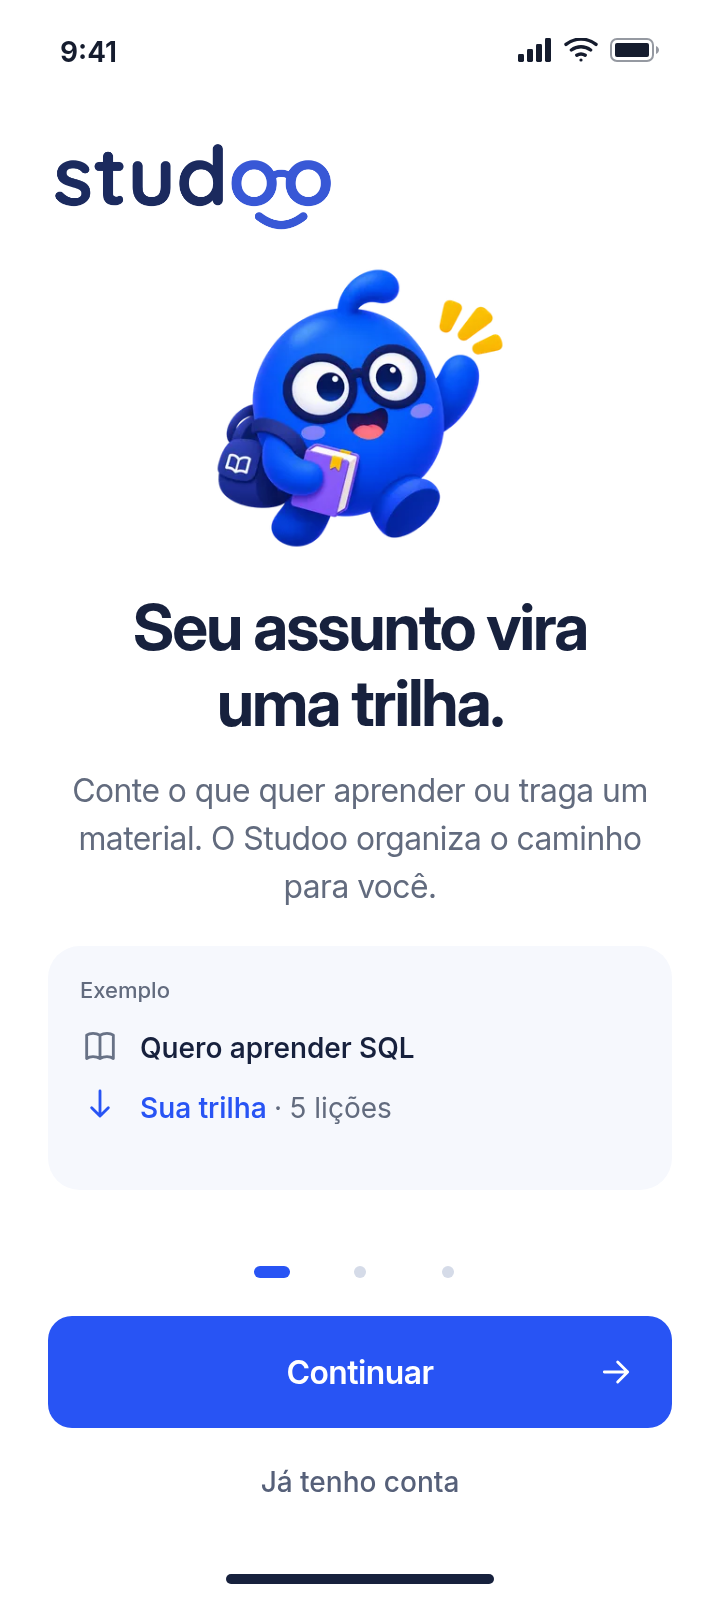 9:41
studoo
Seu assunto vira
uma trilha.
Conte o que quer aprender ou traga um
material. O Studoo organiza o caminho
para você.
Exemplo
Quero aprender SQL
Sua trilha · 5 lições
Continuar
Já tenho conta